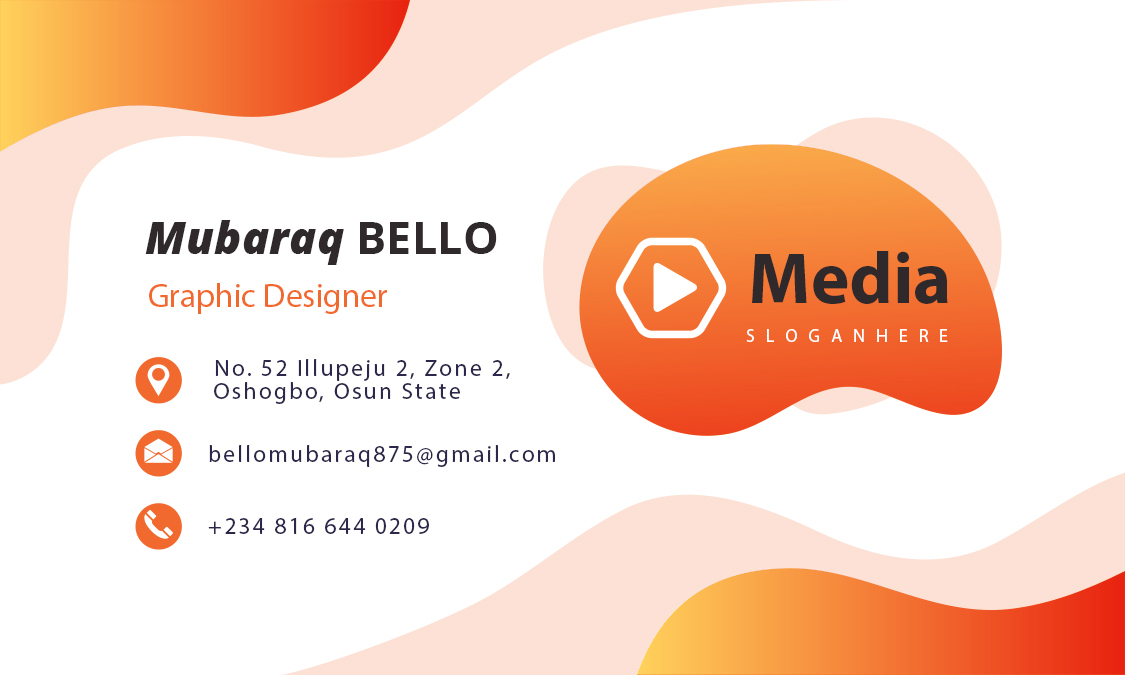 Mubaraq BELLO
Graphic Designer
No. 52 Illupeju 2, Zone 2,
Oshogbo, Osun State
bellomubaraq875@gmail.com
+234 816 644 0209
Media
SLOGANHERE